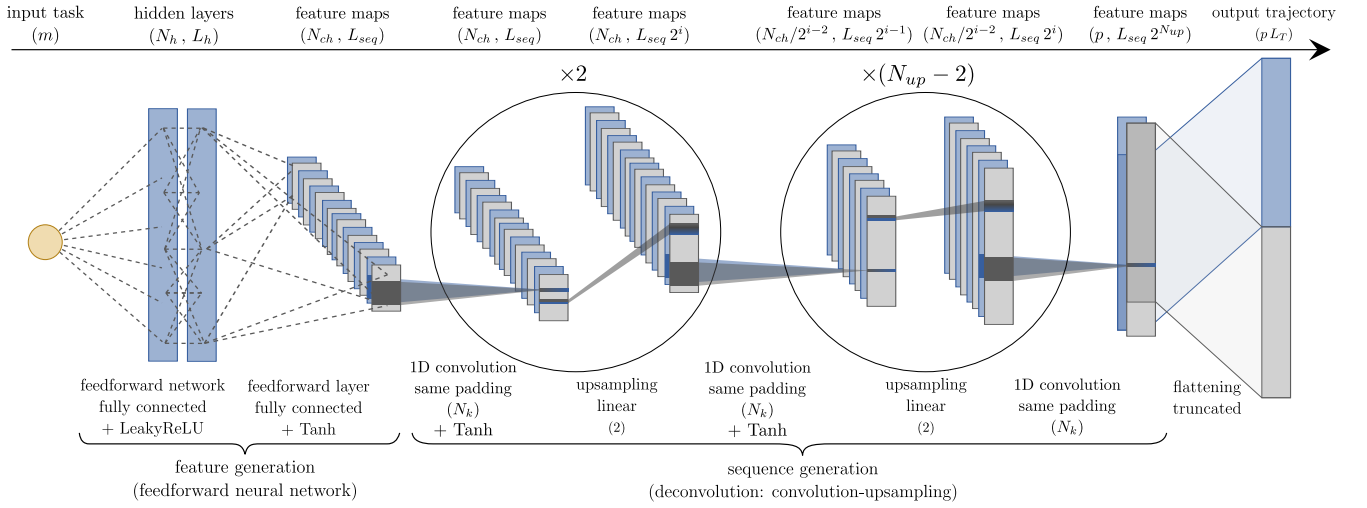 input task
(m)
hidden layers
(N_h , L_h)
feature maps
(N_ch , L_seq)
feature maps
(N_ch , L_seq)
feature maps
(N_ch , L_seq 2^i)
feature maps
(N_ch/2^{i−2} , L_seq 2^{i−1})
feature maps
(N_ch/2^{i−2} , L_seq 2^i)
feature maps
(p , L_seq 2^{N_up})
output trajectory
(p L_T)
×2
×(N_up − 2)
feedforward network
fully connected
+ LeakyReLU
feedforward layer
fully connected
+ Tanh
1D convolution
same padding
(N_k)
+ Tanh
upsampling
linear
(2)
1D convolution
same padding
(N_k)
+ Tanh
upsampling
linear
(2)
1D convolution
same padding
(N_k)
flattening
truncated
feature generation
(feedforward neural network)
sequence generation
(deconvolution: convolution-upsampling)